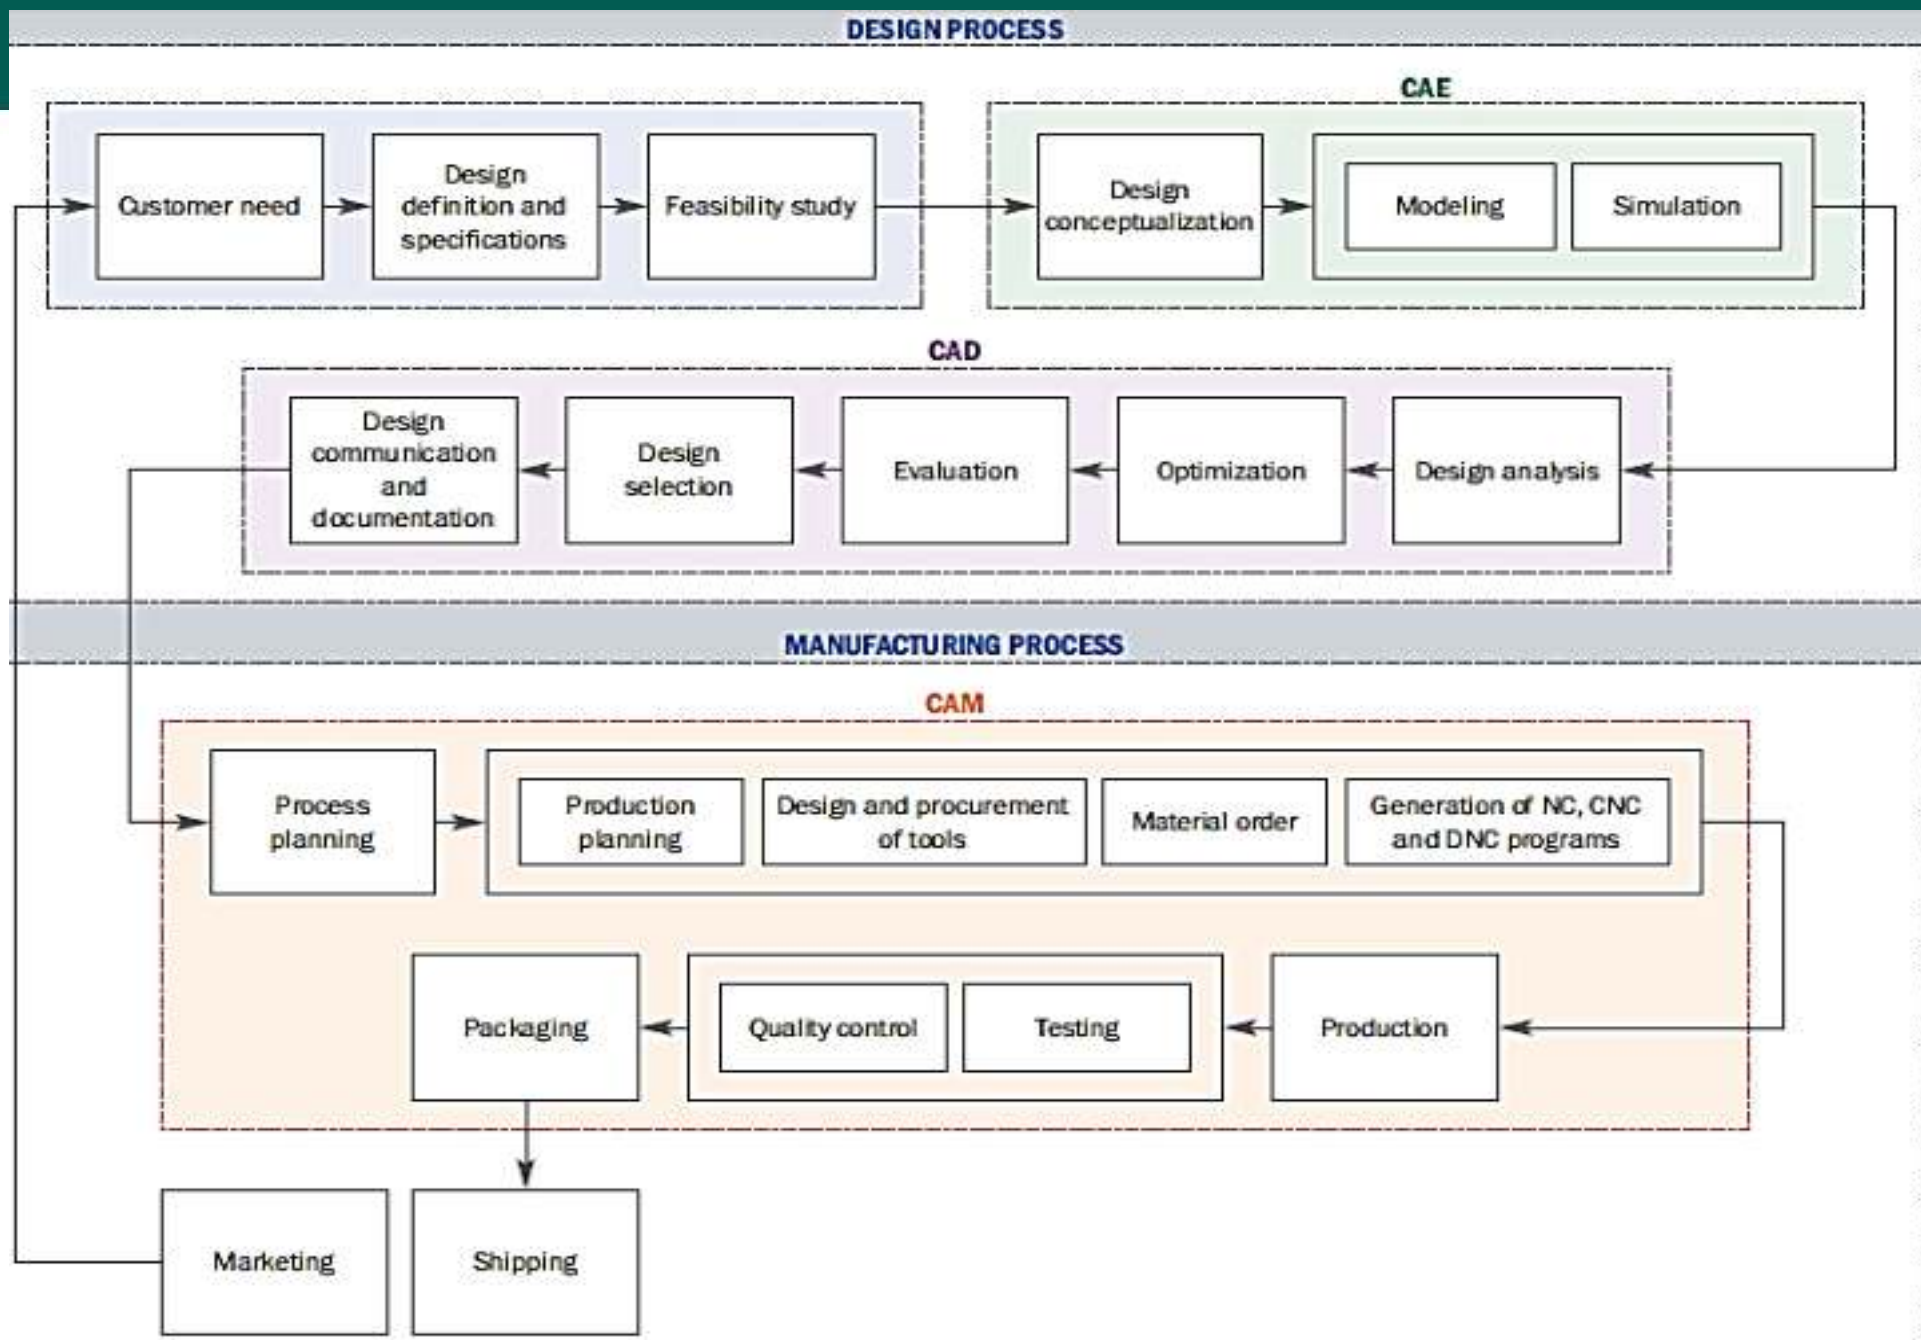 DESIGN PROCESS
CAE
Customer need
Design
definition and
specifications
Feasibility study
Design
conceptualization
Modeling
Simulation
CAD
Design
communication
and
documentation
Design
selection
Evaluation
Optimization
Design analysis
MANUFACTURING PROCESS
CAM
Process
planning
Production
planning
Design and procurement
of tools
Material order
Generation of NC, CNC
and DNC programs
Packaging
Quality control
Testing
Production
Marketing
Shipping